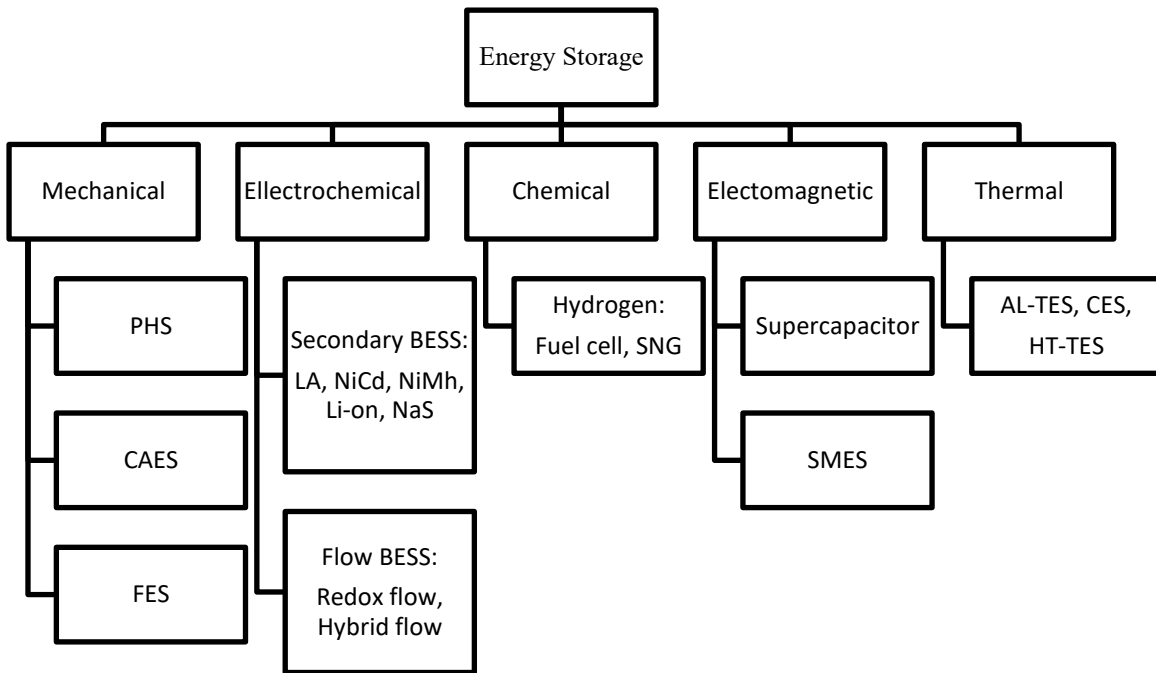 Energy Storage
Mechanical
Ellectrochemical
Chemical
Electomagnetic
Thermal
PHS
CAES
FES
Secondary BESS:
LA, NiCd, NiMh,
Li-on, NaS
Flow BESS:
Redox flow,
Hybrid flow
Hydrogen:
Fuel cell, SNG
Supercapacitor
SMES
AL-TES, CES,
HT-TES